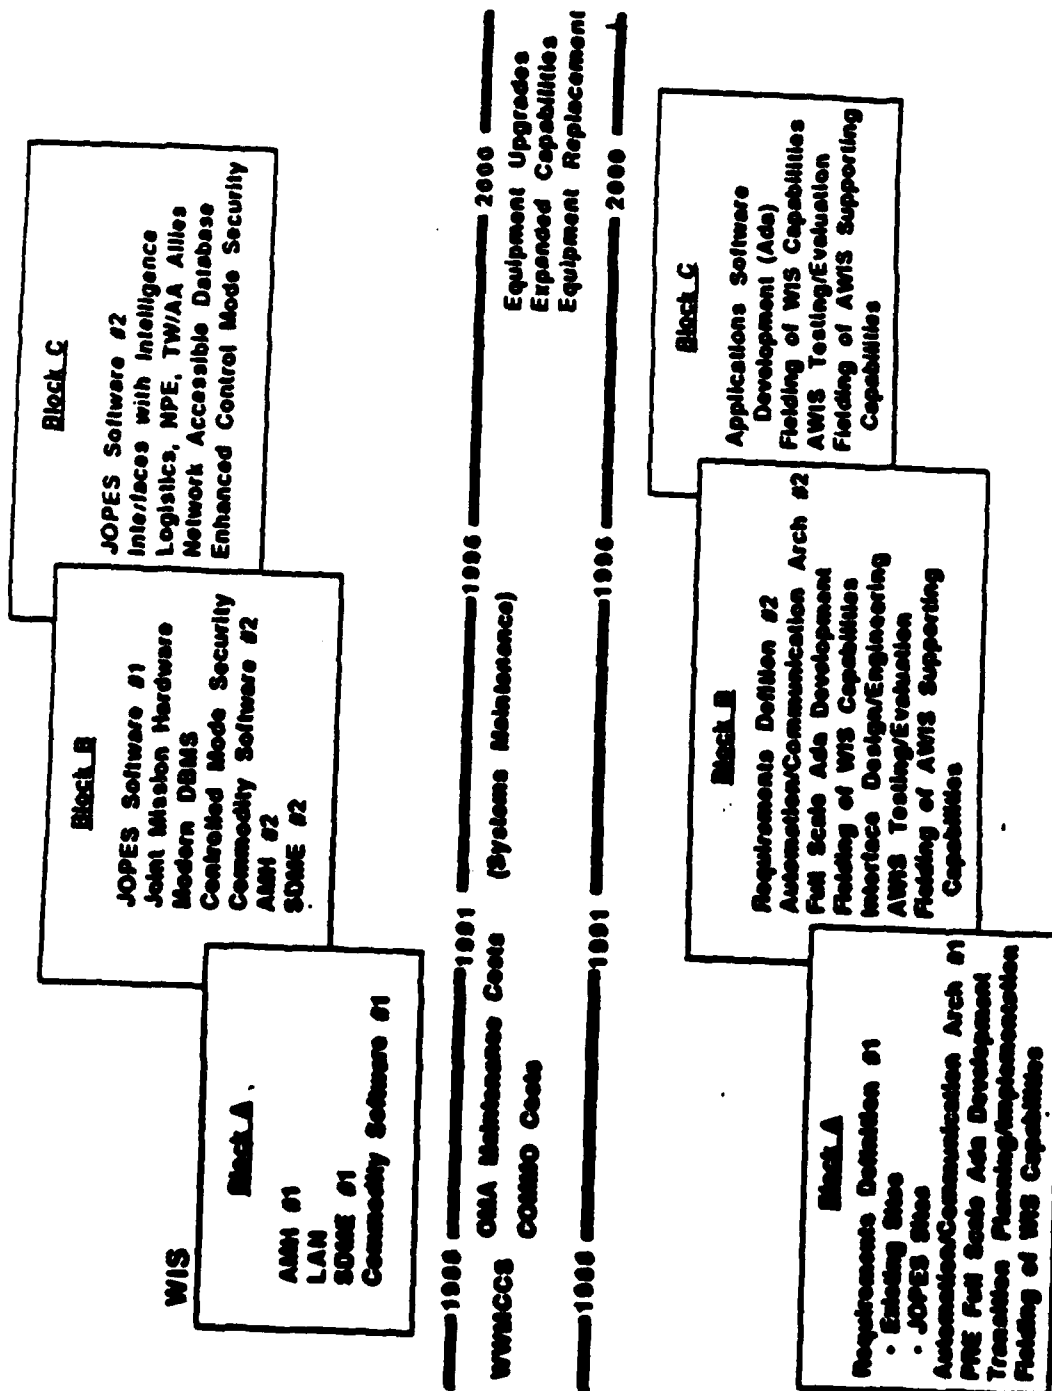 WIS
Block A
AMH #1
LAN
SDME #1
Commodity Software #1
Block B
JOPES Software #1
Joint Mission Hardware
Modern DBMS
Controlled Mode Security
Commodity Software #2
AMH #2
SDME #2
Block C
JOPES Software #2
Interfaces with Intelligence
Logistics, NPE, TW/AA Allies
Network Accessible Database
Enhanced Control Mode Security
1988 1991 1996 2000
WWMCCS OMA Maintenance Costs (Systems Maintenance)
COMMO Costs
Equipment Upgrades
Expanded Capabilities
Equipment Replacement
1988 1991 1996 2000
Block A
Requirements Definition #1
• Existing Sites
• JOPES Sites
Automation/Communication Arch #1
PRE Full Scale Ada Development
Transition Planning/Implementation
Fielding of WIS Capabilities
Block B
Requirements Defition #2
Automation/Communication Arch #2
Full Scale Ada Development
Fielding of WIS Capabilities
Interface Design/Engineering
AWIS Testing/Evaluation
Fielding of AWIS Supporting
Capabilities
Block C
Applications Software
Development (Ada)
Fielding of WIS Capabilities
AWIS Testing/Evaluation
Fielding of AWIS Supporting
Capabilities